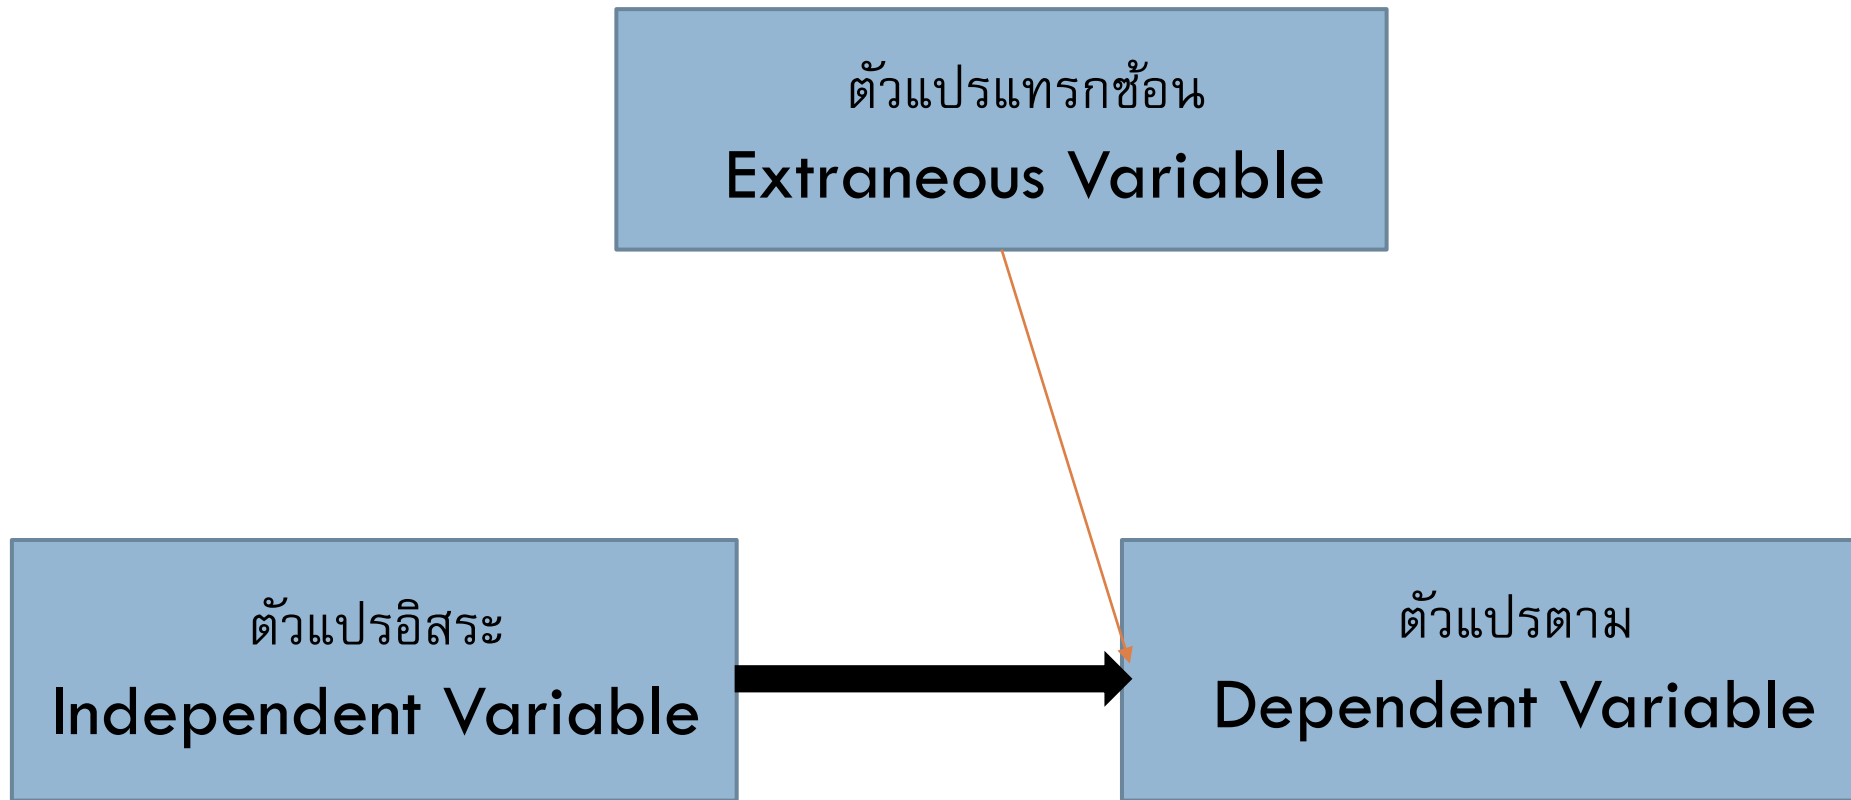 ตัวแปรแทรกซ้อน
Extraneous Variable
ตัวแปรอิสระ
Independent Variable
ตัวแปรตาม
Dependent Variable